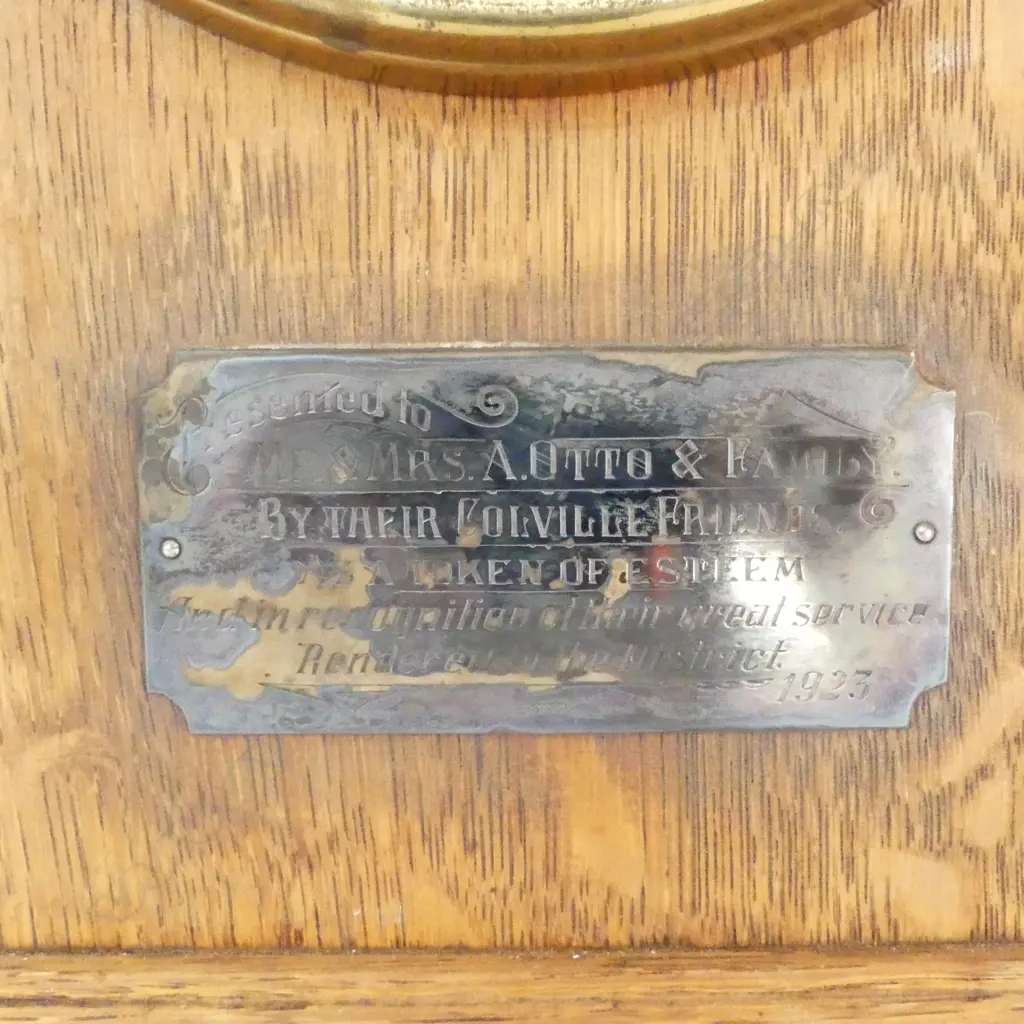 Presented to
MR. & MRS. A. OTTO & FAMILY.
BY THEIR COLVILLE FRIENDS
AS A TOKEN OF ESTEEM
And in recognition of their great service
Rendered to the District.
1923